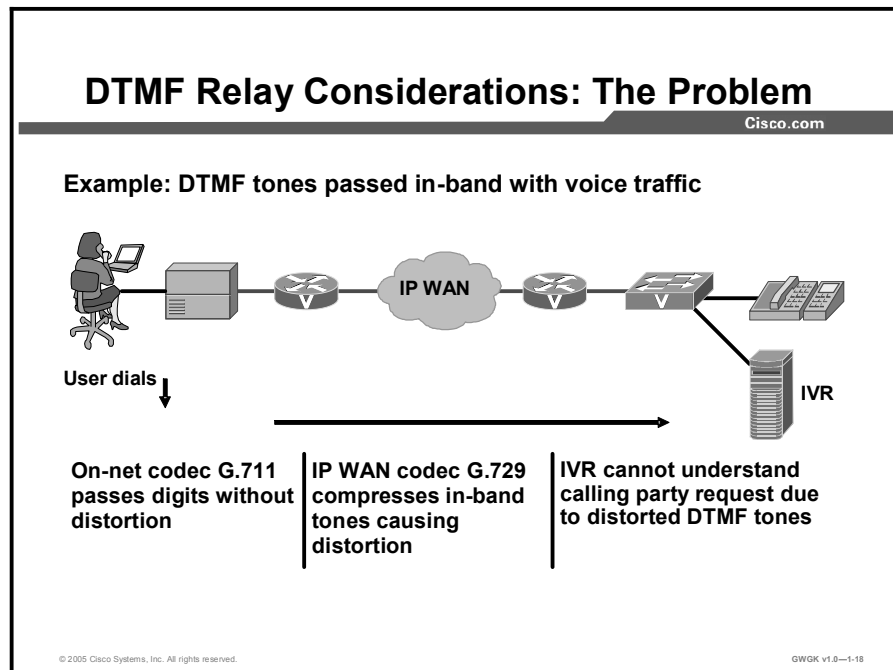 DTMF Relay Considerations: The Problem
Cisco.com
Example: DTMF tones passed in-band with voice traffic
IP WAN
V
V
V
User dials
IVR
On-net codec G.711
passes digits without
distortion
IP WAN codec G.729
compresses in-band
tones causing
distortion
IVR cannot understand
calling party request due
to distorted DTMF tones
© 2005 Cisco Systems, Inc. All rights reserved.
GWGK v1.0—1-18